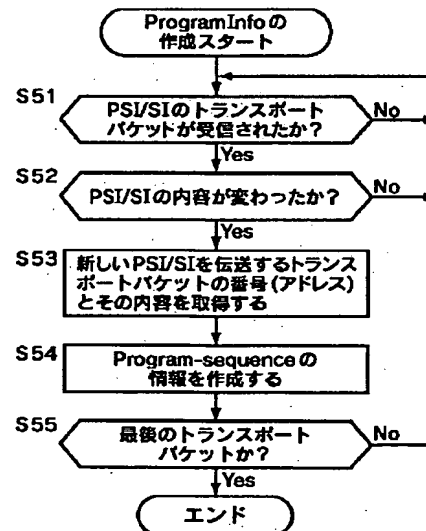 ProgramInfoの
作成スタート
S51
PSI/SIのトランスポート
パケットが受信されたか？
No
Yes
S52
PSI/SIの内容が変わったか？
No
Yes
S53
新しいPSI/SIを伝送するトランス
ポートパケットの番号(アドレス)
とその内容を取得する
S54
Program-sequenceの
情報を作成する
S55
最後のトランスポート
パケットか？
No
Yes
エンド